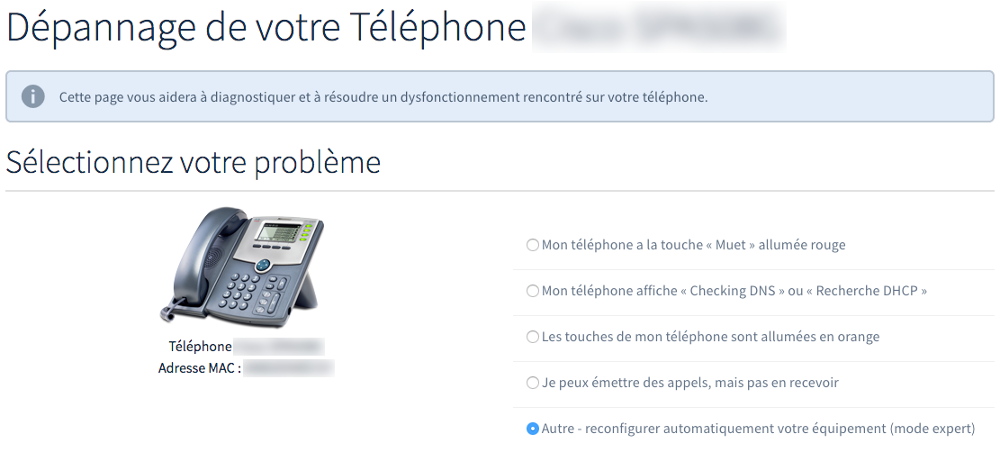 Dépannage de votre Téléphone
Cette page vous aidera à diagnostiquer et à résoudre un dysfonctionnement rencontré sur votre téléphone.
Sélectionnez votre problème
Mon téléphone a la touche « Muet » allumée rouge
Mon téléphone affiche « Checking DNS » ou « Recherche DHCP »
Les touches de mon téléphone sont allumées en orange
Téléphone
Adresse MAC :
Je peux émettre des appels, mais pas en recevoir
Autre - reconfigurer automatiquement votre équipement (mode expert)